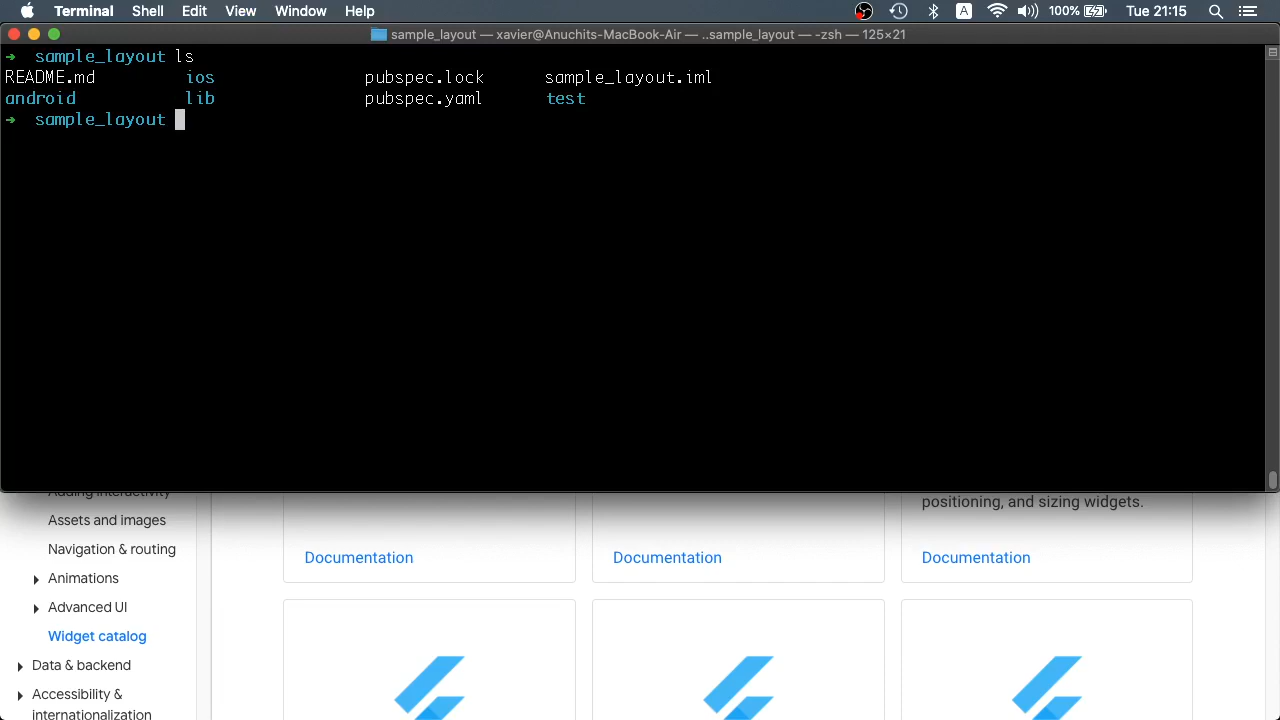 Terminal Shell Edit View Window Help A 100% Tue 21:15
sample_layout — xavier@Anuchits-MacBook-Air — ..sample_layout — -zsh — 125×21
➜ sample_layout ls
README.md ios pubspec.lock sample_layout.iml
android lib pubspec.yaml test
➜ sample_layout
Adding interactivity
Assets and images
Navigation & routing
Animations
Advanced UI
Widget catalog
Data & backend
Accessibility &
internationalization
positioning, and sizing widgets.
Documentation Documentation Documentation